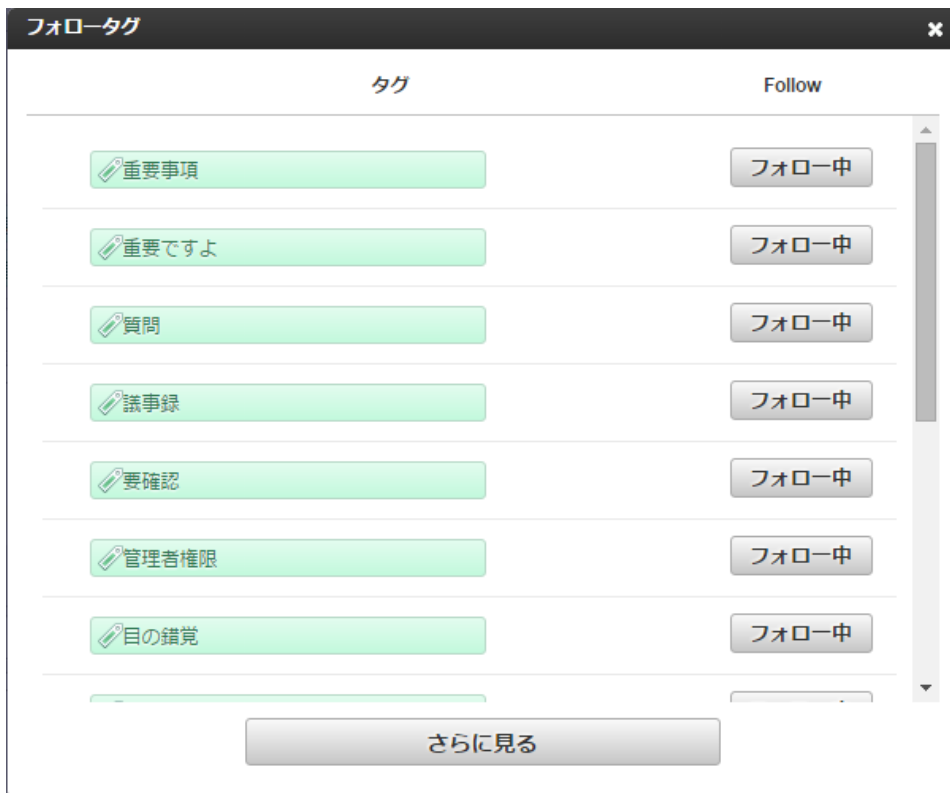 フォロータグ
タグ Follow
重要事項 フォロー中
重要ですよ フォロー中
質問 フォロー中
議事録 フォロー中
要確認 フォロー中
管理者権限 フォロー中
目の錯覚 フォロー中
さらに見る